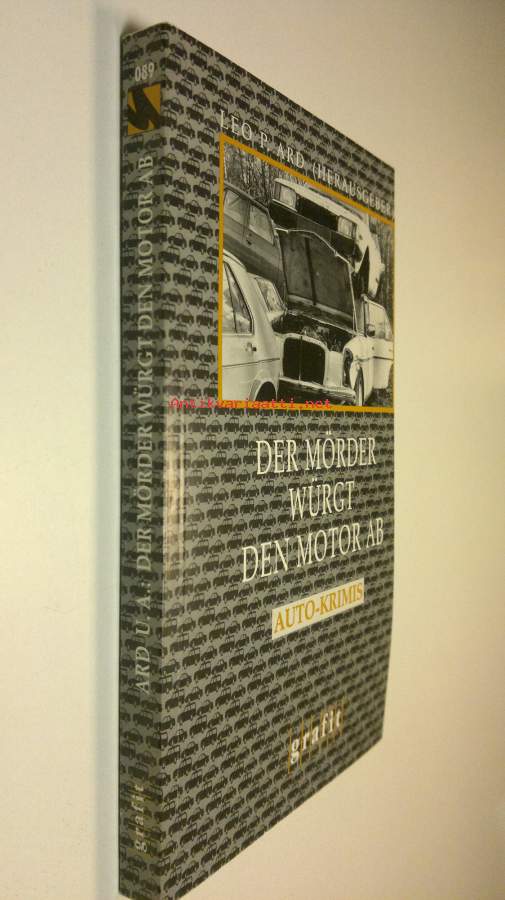 089
ARD U. A.: DER MÖRDER WÜRGT DEN MOTOR AB
grafit
LEO P. ARD (HERAUSGEBER)
Antikvariaatti.net
DER MÖRDER
WÜRGT
DEN MOTOR AB
AUTO-KRIMIS
grafit